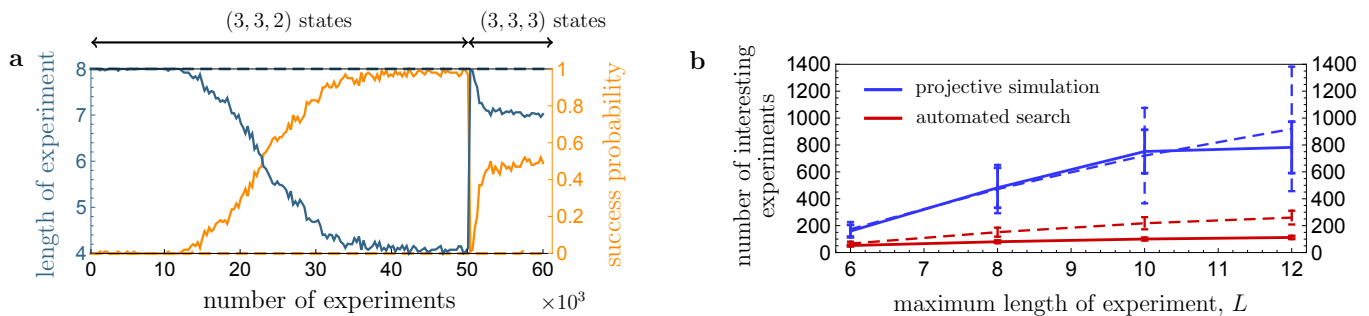 (3, 3, 2) states
(3, 3, 3) states
a
length of experiment
8
7
6
5
4
1
0.8
0.6
0.4
0.2
0
success probability
0 10 20 30 40 50 60
number of experiments
×10³
b
number of interesting
experiments
1400
1200
1000
800
600
400
200
0
projective simulation
automated search
1400
1200
1000
800
600
400
200
0
6 7 8 9 10 11 12
maximum length of experiment, L